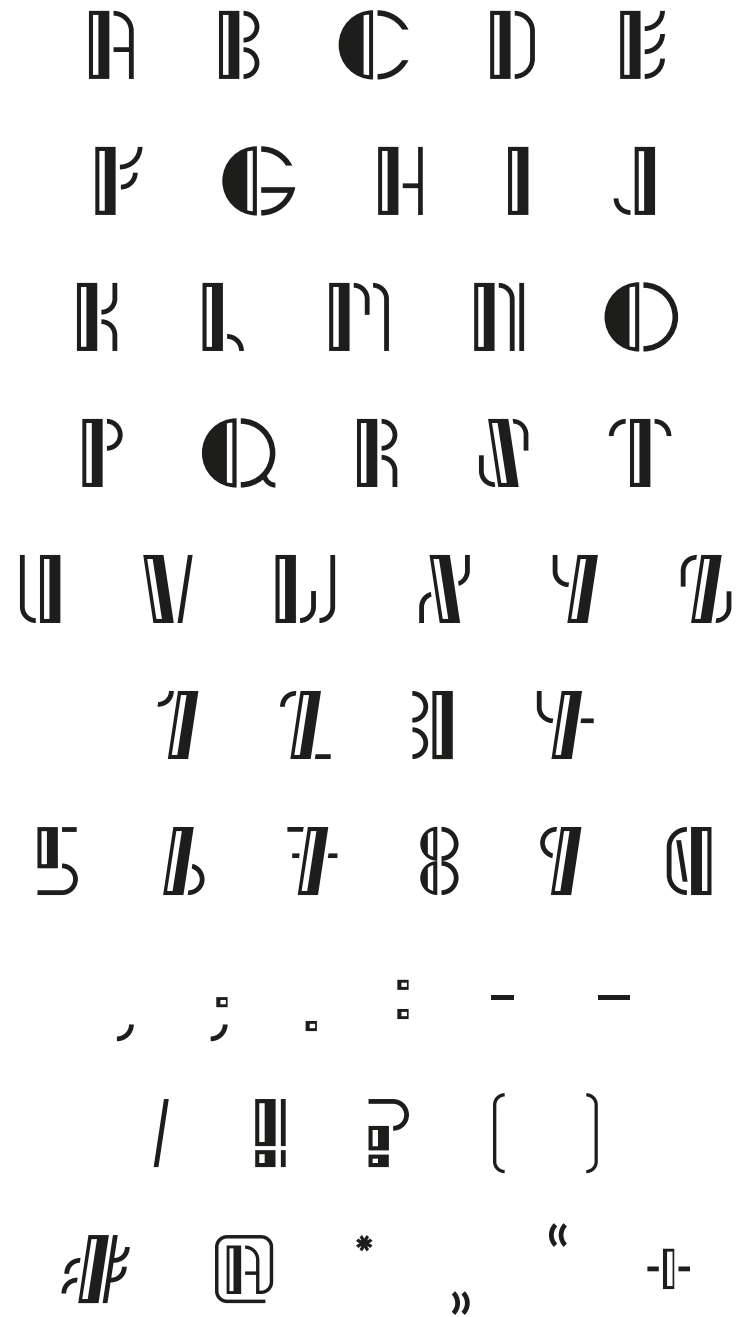 A B C D E
F G H I J
K L M N O
P Q R S T
U V W X Y Z
1 2 3 4
5 6 7 8 9 0
, ; . : - –
/ ! ? ( )
# @ * „ “ +